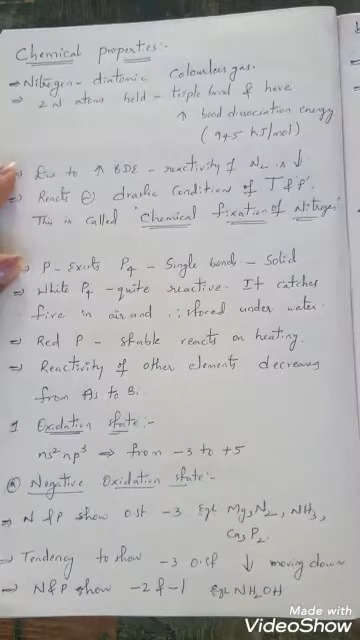 Chemical properties:-
⇒ Nitrogen - diatomic colourless gas.
⇒ 2 N atoms held - triple bond & have
↑ bond dissociation energy
(945 kJ/mol)
⇒ Due to ↑ BDE - reactivity of N2 is ↓
⇒ Reacts @ drastic condition of T & P.
This is called 'Chemical fixation of Nitrogen'
⇒ P - Exists P4 - Single bonds - Solid
⇒ White P4 - quite reactive. It catches
fire in air and ∴ stored under water.
⇒ Red P - stable reacts on heating.
⇒ Reactivity of other elements decreases
from As to Bi.
1 Oxidation state:-
ns² np³ ⇒ from -3 to +5
(a) Negative Oxidation state:-
⇒ N & P show o.st -3 Eg: Mg3N2, NH3,
Ca3P2.
⇒ Tendency to show -3 o.s ↓ moving down
⇒ N & P show -2 & -1 Eg: NH2OH
Made with
VideoShow